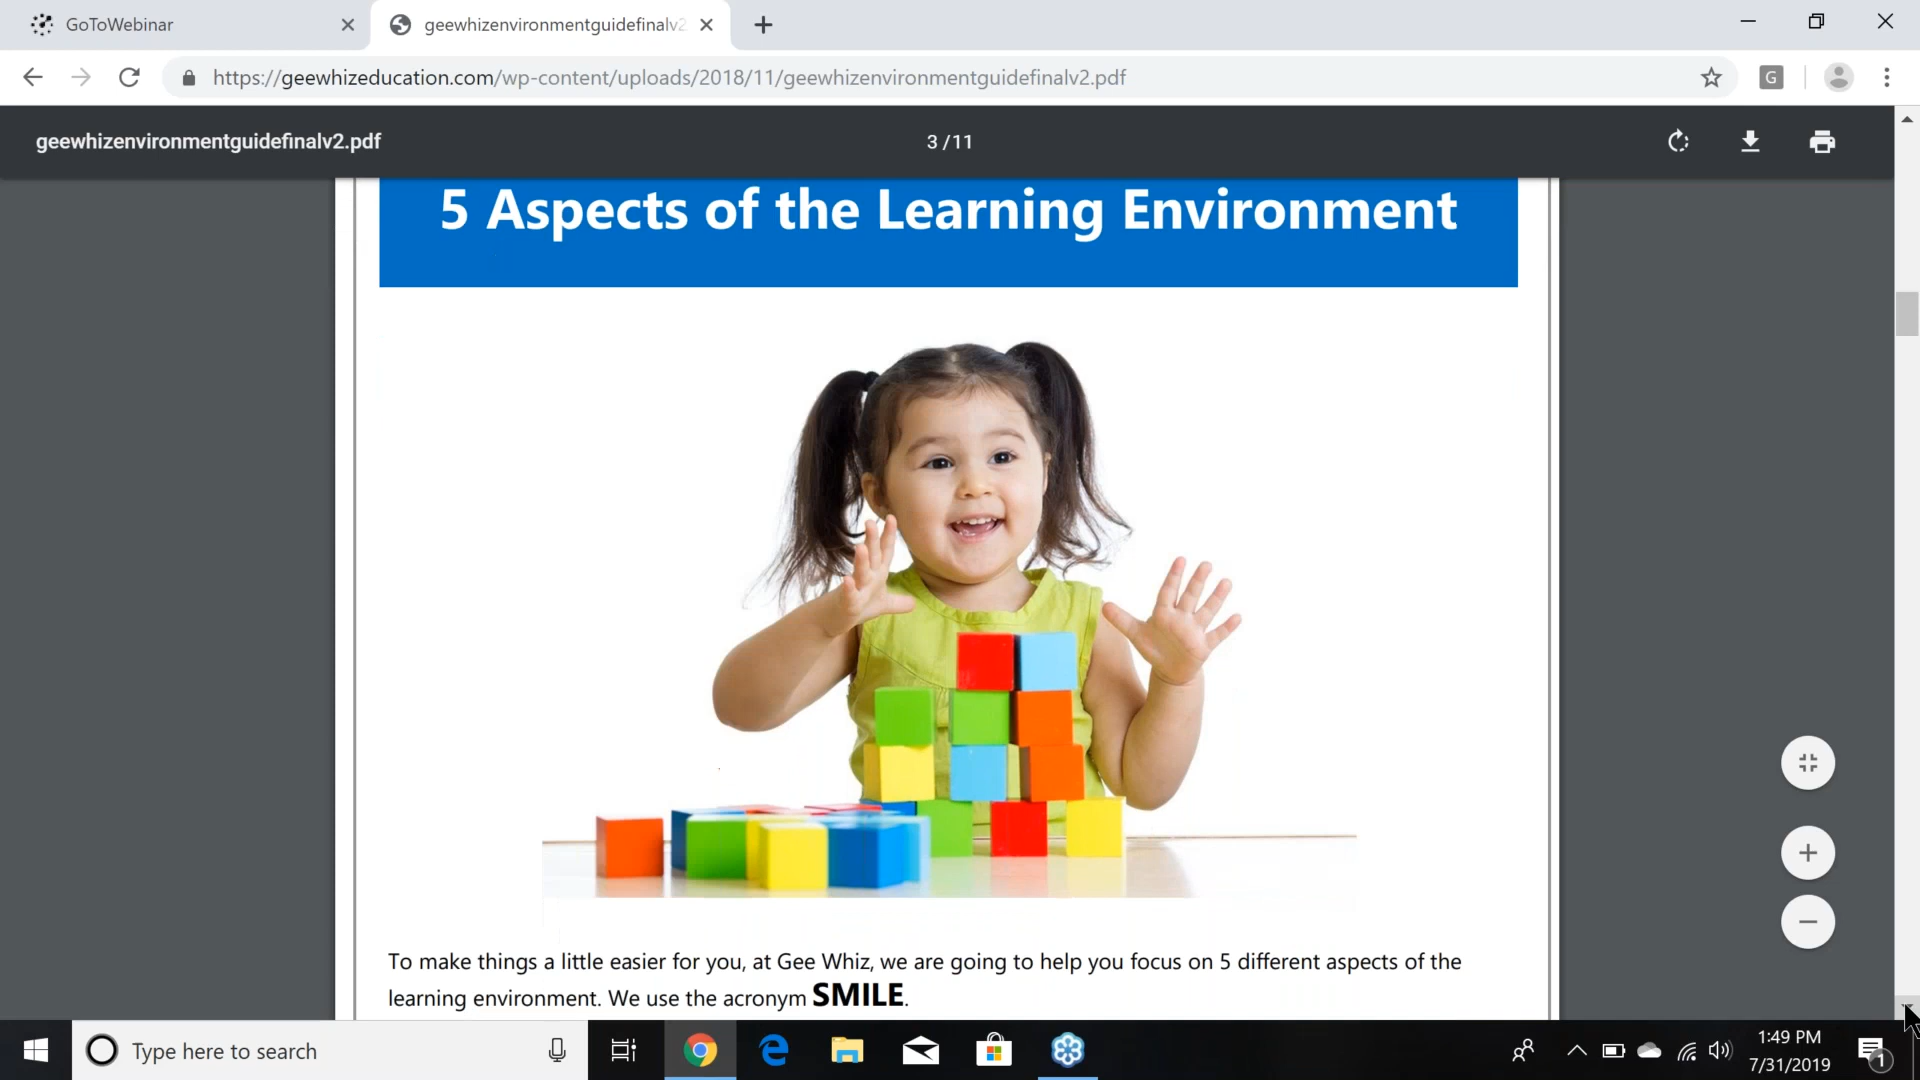 GoToWebinar
geewhizenvironmentguidefinalv2
https://geewhizeducation.com/wp-content/uploads/2018/11/geewhizenvironmentguidefinalv2.pdf
G
geewhizenvironmentguidefinalv2.pdf
3 / 11
5 Aspects of the Learning Environment
To make things a little easier for you, at Gee Whiz, we are going to help you focus on 5 different aspects of the
learning environment. We use the acronym SMILE.
Type here to search
1:49 PM
7/31/2019
1